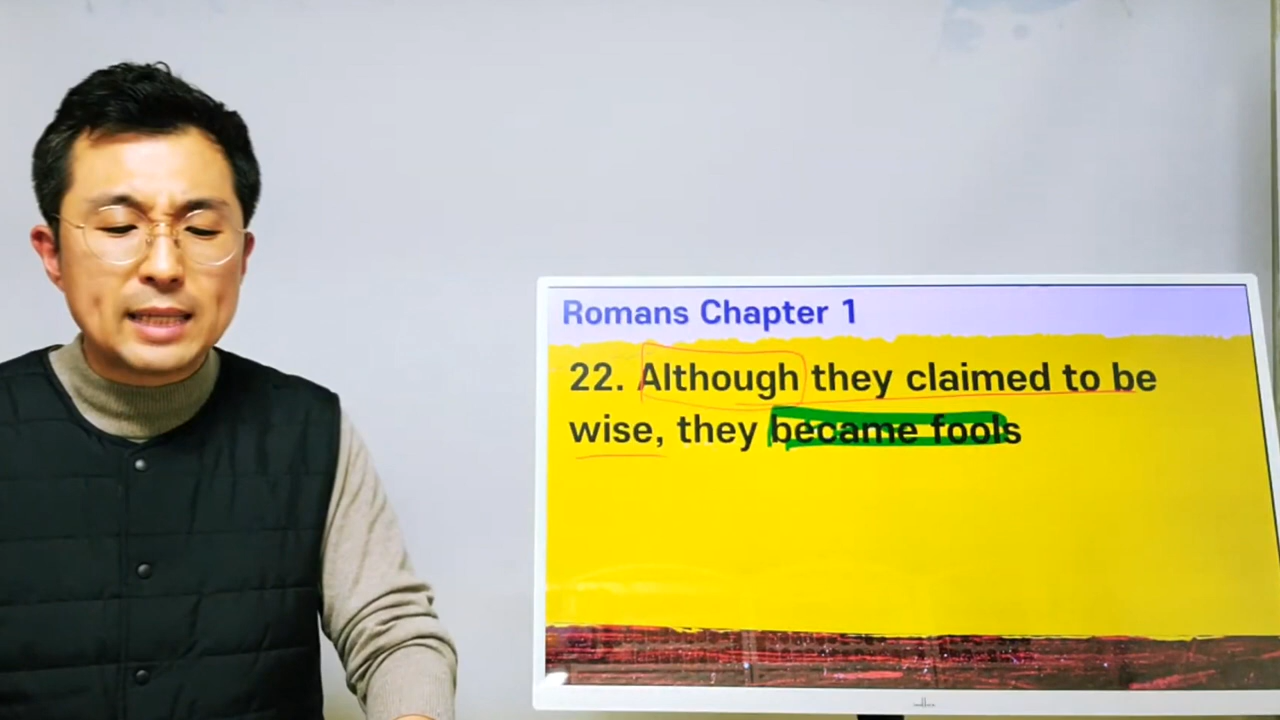 Romans Chapter 1
22. Although they claimed to be
wise, they became fools